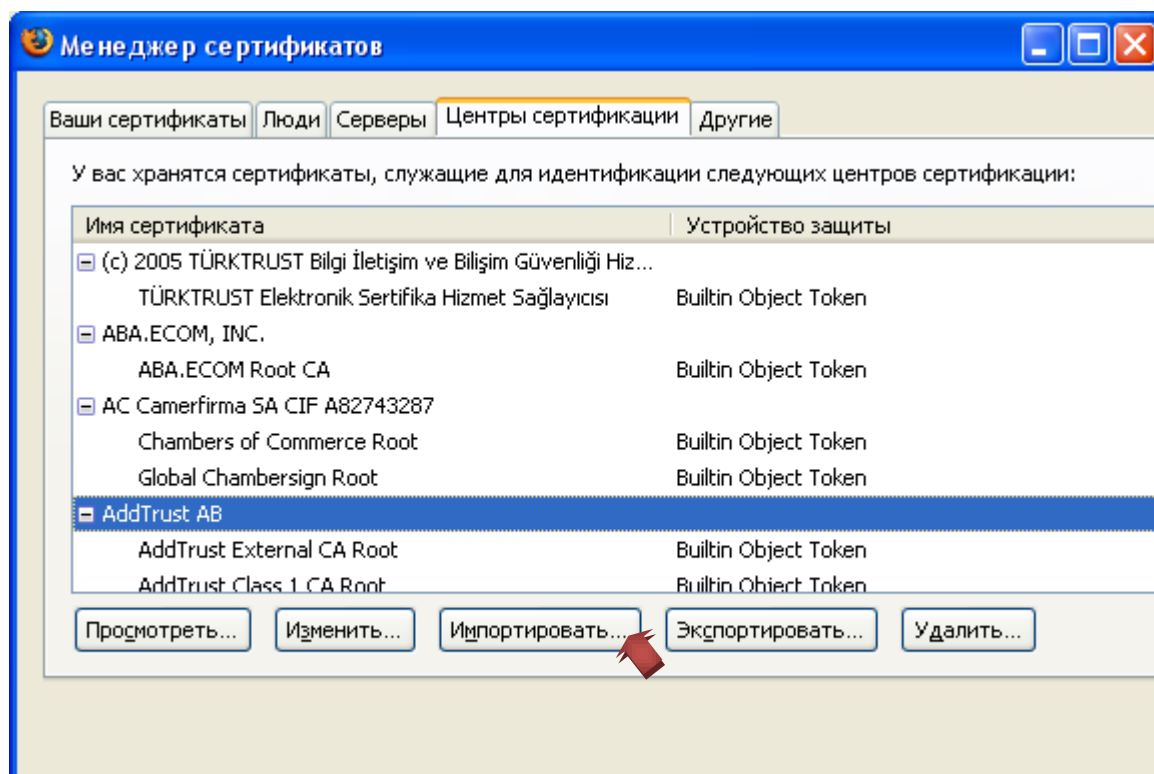 Менеджер сертификатов
Ваши сертификаты Люди Серверы Центры сертификации Другие
У вас хранятся сертификаты, служащие для идентификации следующих центров сертификации:
Имя сертификата Устройство защиты
(c) 2005 TÜRKTRUST Bilgi İletişim ve Bilişim Güvenliği Hiz...
TÜRKTRUST Elektronik Sertifika Hizmet Sağlayıcısı Builtin Object Token
ABA.ECOM, INC.
ABA.ECOM Root CA Builtin Object Token
AC Camerfirma SA CIF A82743287
Chambers of Commerce Root Builtin Object Token
Global Chambersign Root Builtin Object Token
AddTrust AB
AddTrust External CA Root Builtin Object Token
AddTrust Class 1 CA Root Builtin Object Token
Просмотреть... Изменить... Импортировать... Экспортировать... Удалить...